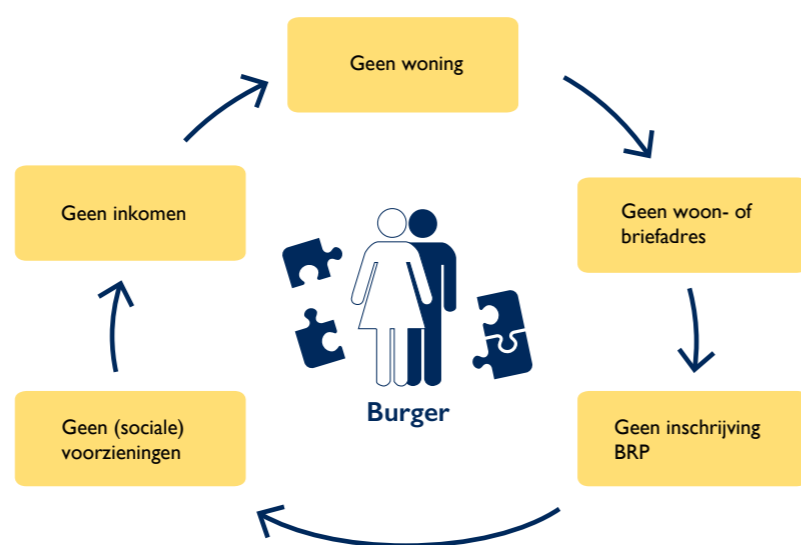 Geen woning
Geen woon- of
briefadres
Geen inschrijving
BRP
Geen (sociale)
voorzieningen
Geen inkomen
Burger